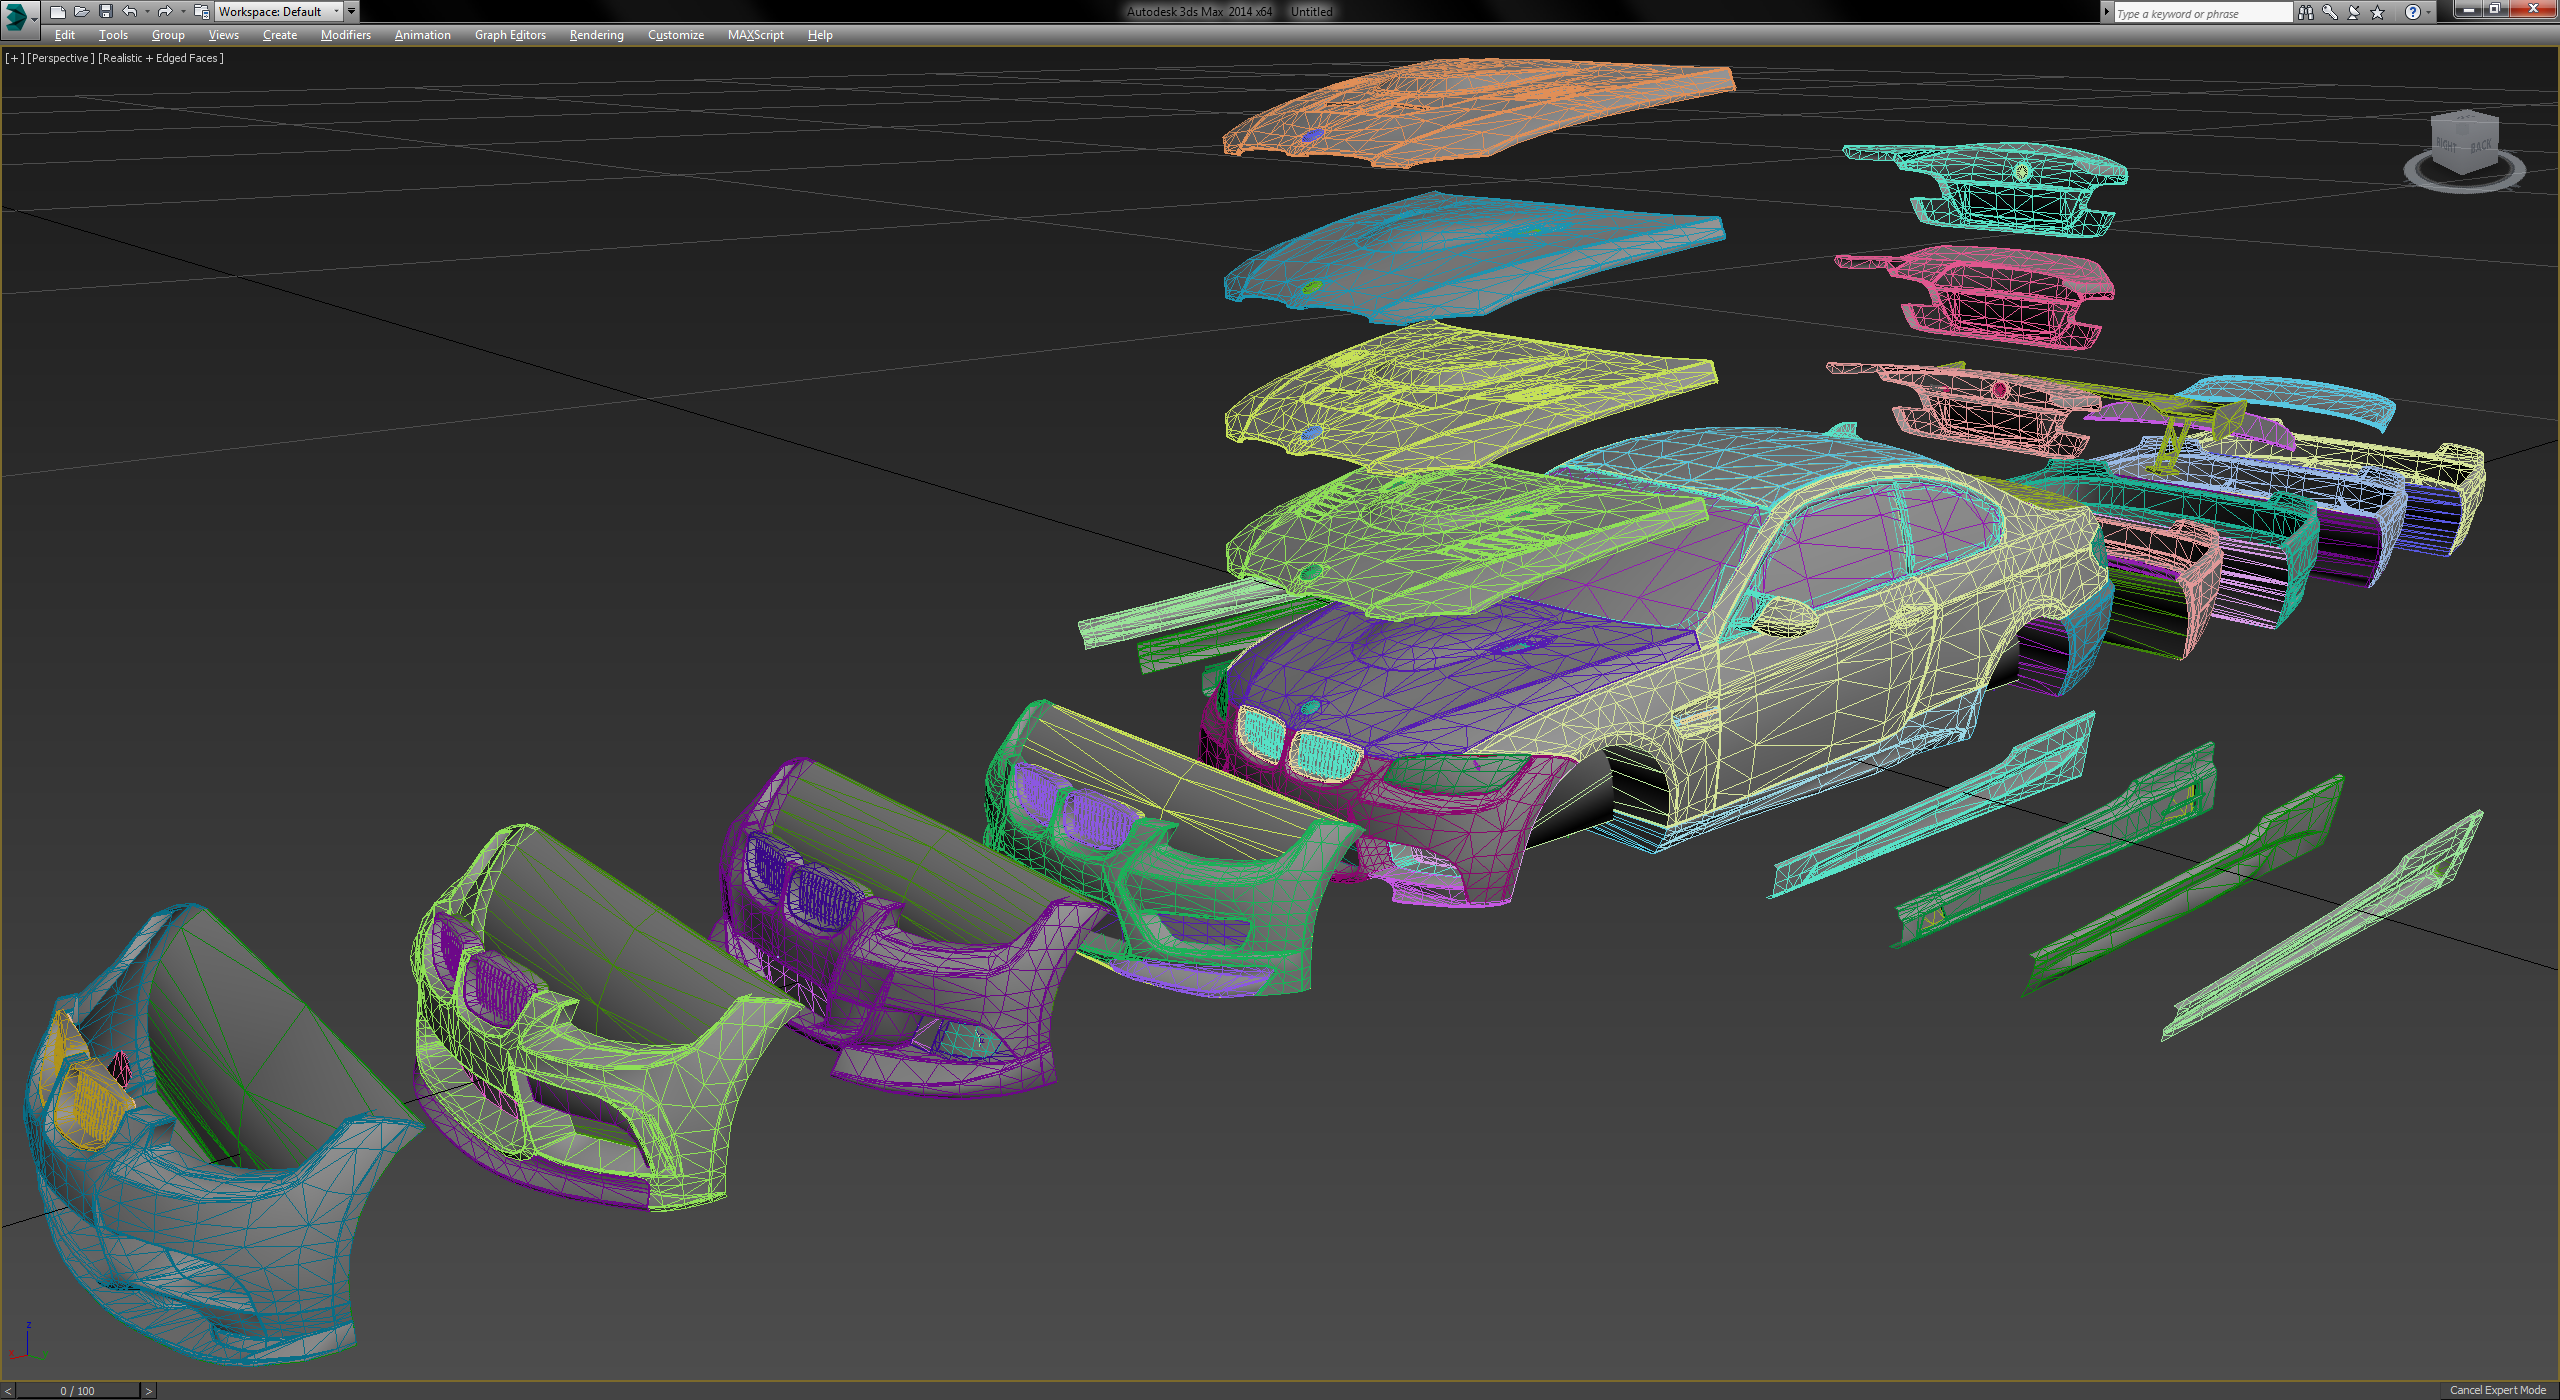 Workspace: Default
Autodesk 3ds Max 2014 x64 Untitled
Type a keyword or phrase
Edit Tools Group Views Create Modifiers Animation Graph Editors Rendering Customize MAXScript Help
[+] [Perspective] [Realistic + Edged Faces]
RIGHT BACK
z
0 / 100
Cancel Expert Mode